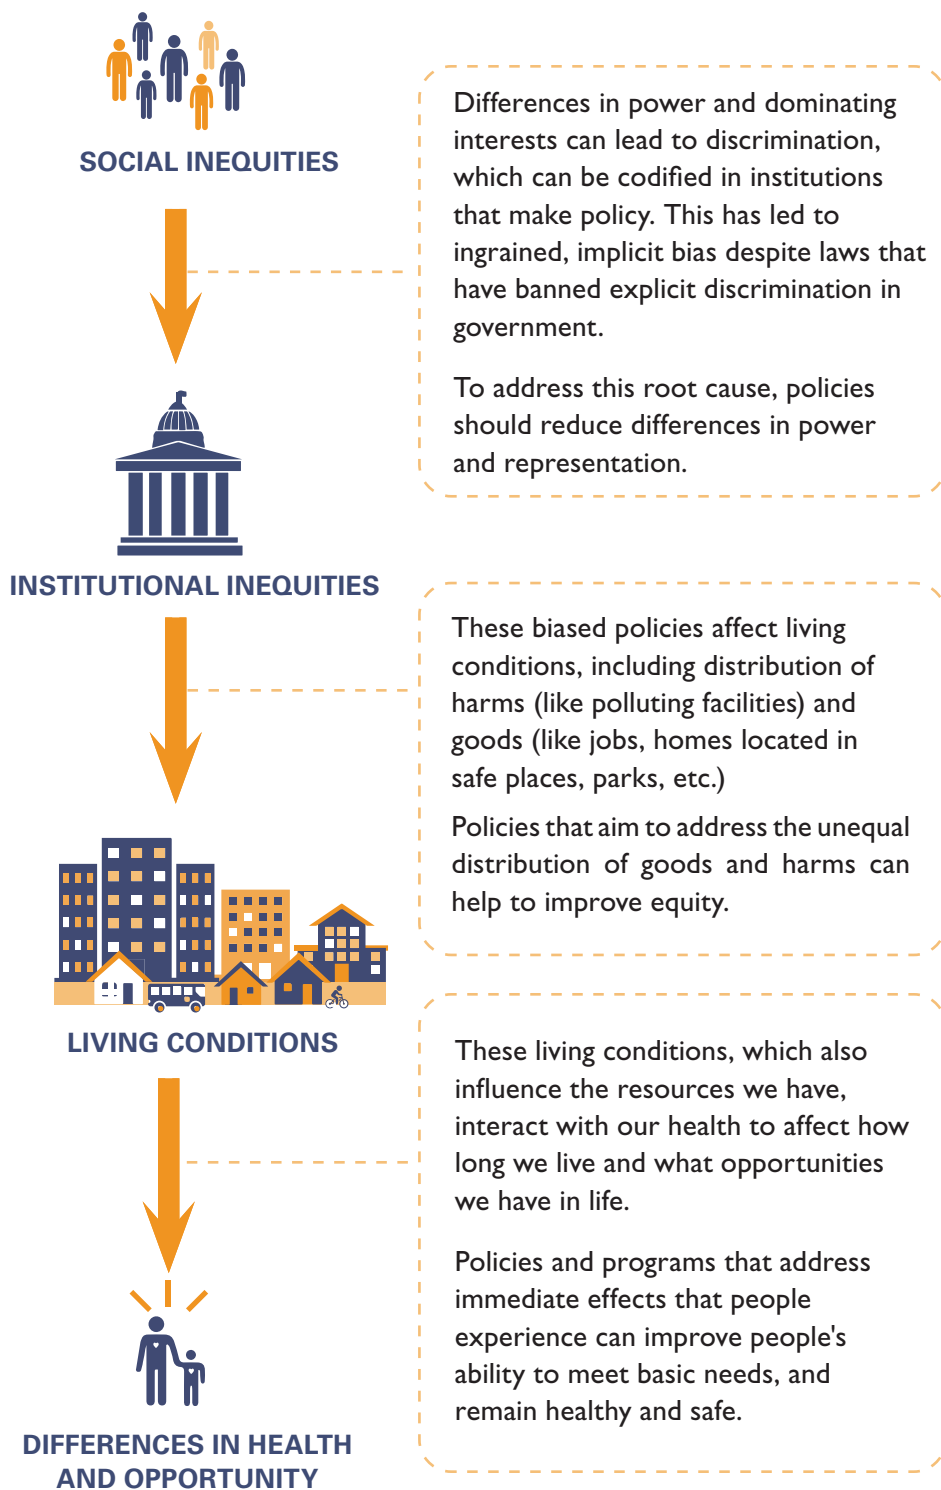 SOCIAL INEQUITIES
Differences in power and dominating
interests can lead to discrimination,
which can be codified in institutions
that make policy. This has led to
ingrained, implicit bias despite laws that
have banned explicit discrimination in
government.
To address this root cause, policies
should reduce differences in power
and representation.
INSTITUTIONAL INEQUITIES
These biased policies affect living
conditions, including distribution of
harms (like polluting facilities) and
goods (like jobs, homes located in
safe places, parks, etc.)
Policies that aim to address the unequal
distribution of goods and harms can
help to improve equity.
LIVING CONDITIONS
These living conditions, which also
influence the resources we have,
interact with our health to affect how
long we live and what opportunities
we have in life.
Policies and programs that address
immediate effects that people
experience can improve people's
ability to meet basic needs, and
remain healthy and safe.
DIFFERENCES IN HEALTH
AND OPPORTUNITY